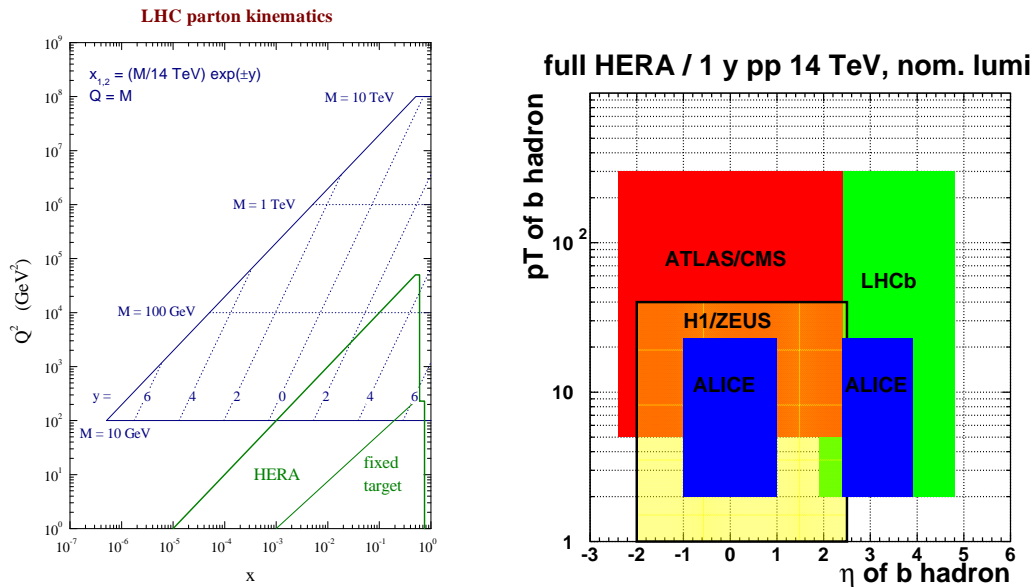 LHC parton kinematics
x1,2 = (M/14 TeV) exp(±y)
Q = M
M = 10 TeV
M = 1 TeV
M = 100 GeV
y = 6 4 2 0 2 4 6
M = 10 GeV
HERA
fixed
target
Q² (GeV²)
10⁹
10⁸
10⁷
10⁶
10⁵
10⁴
10³
10²
10¹
10⁰
10⁻⁷ 10⁻⁶ 10⁻⁵ 10⁻⁴ 10⁻³ 10⁻² 10⁻¹ 10⁰
x
full HERA / 1 y pp 14 TeV, nom. lumi
pT of b hadron
10²
10
1
ATLAS/CMS
LHCb
H1/ZEUS
ALICE
ALICE
-3 -2 -1 0 1 2 3 4 5 6
η of b hadron